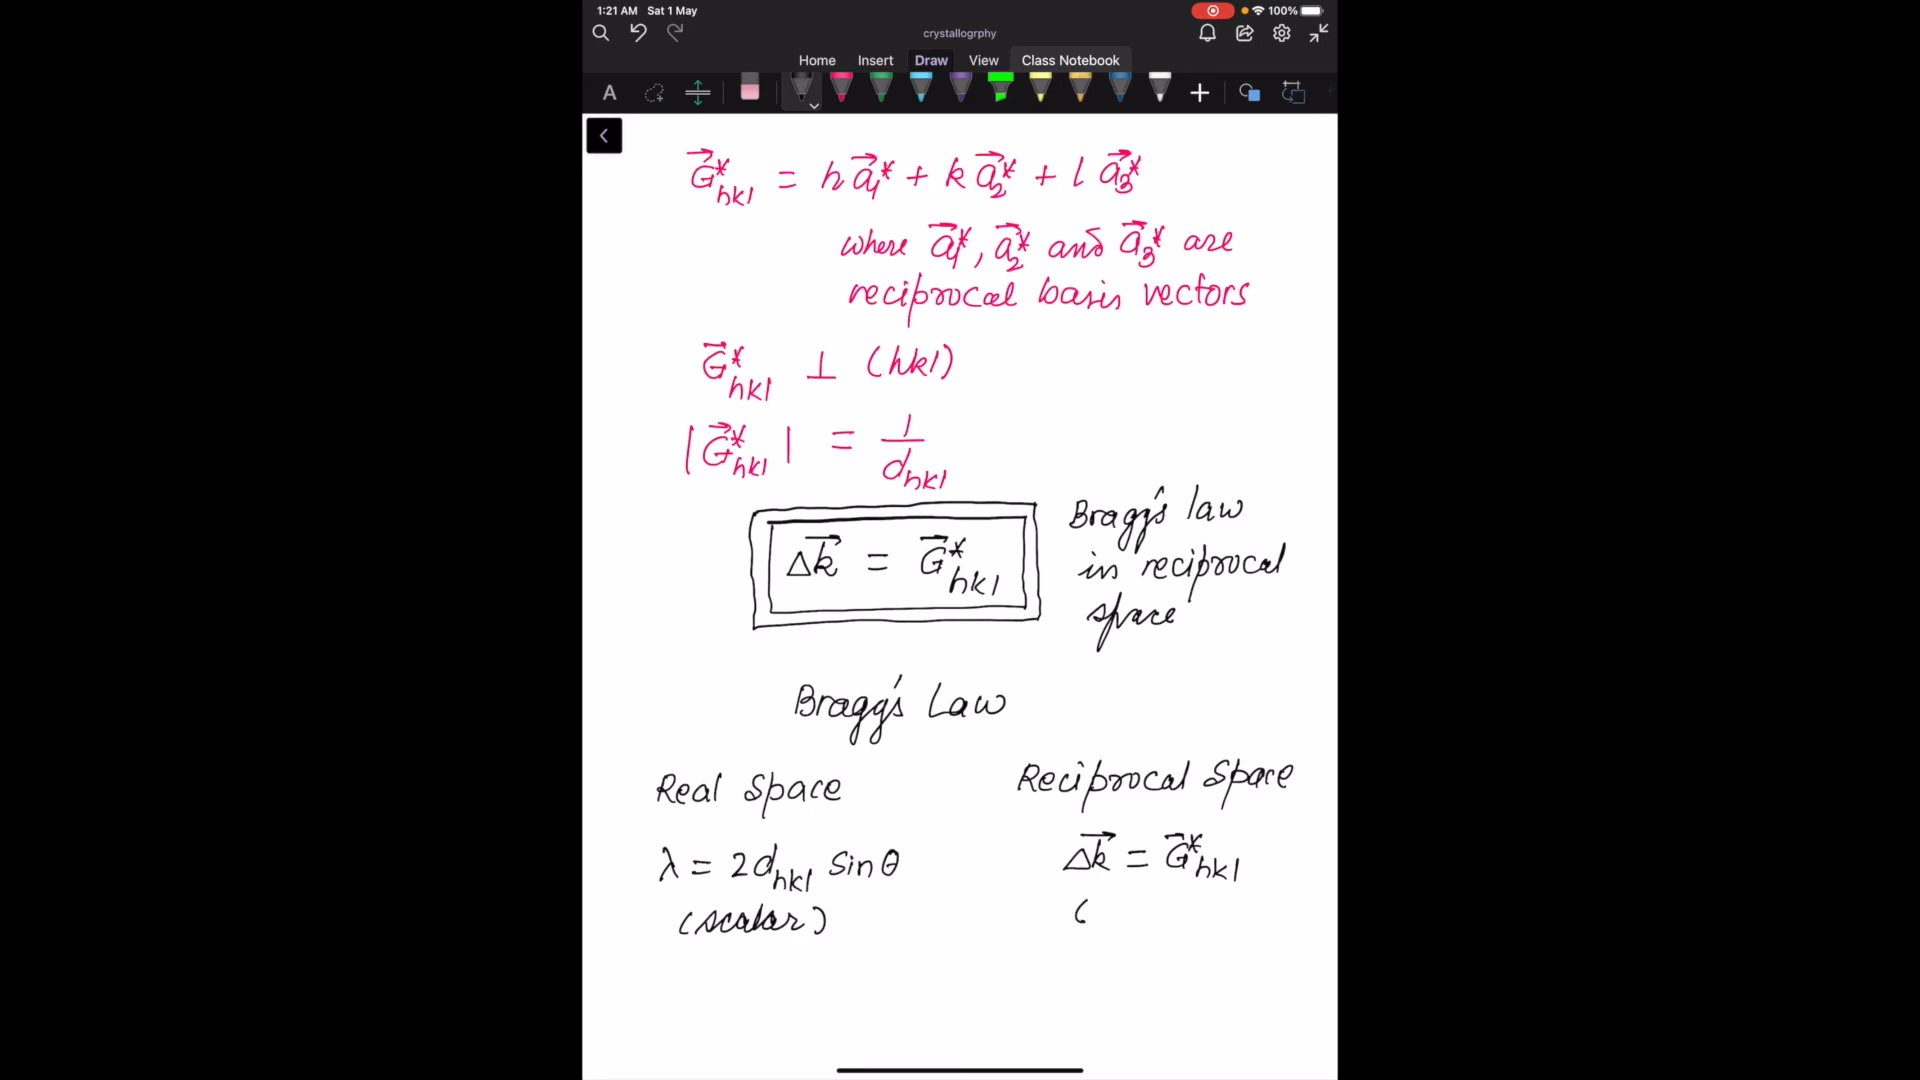 1:21 AM Sat 1 May 100%
crystallogrphy
Home Insert Draw View Class Notebook
A
G⃗*hkl = h a⃗1* + k a⃗2* + l a⃗3*
where a⃗1*, a⃗2* and a⃗3* are
reciprocal basis vectors
G⃗*hkl ⊥ (hkl)
|G⃗*hkl| = 1/dhkl
Δk⃗ = G⃗*hkl
Bragg's law
in reciprocal
space
Bragg's Law
Real Space
λ = 2dhkl Sinθ
(scalar)
Reciprocal Space
Δk⃗ = G⃗*hkl
(